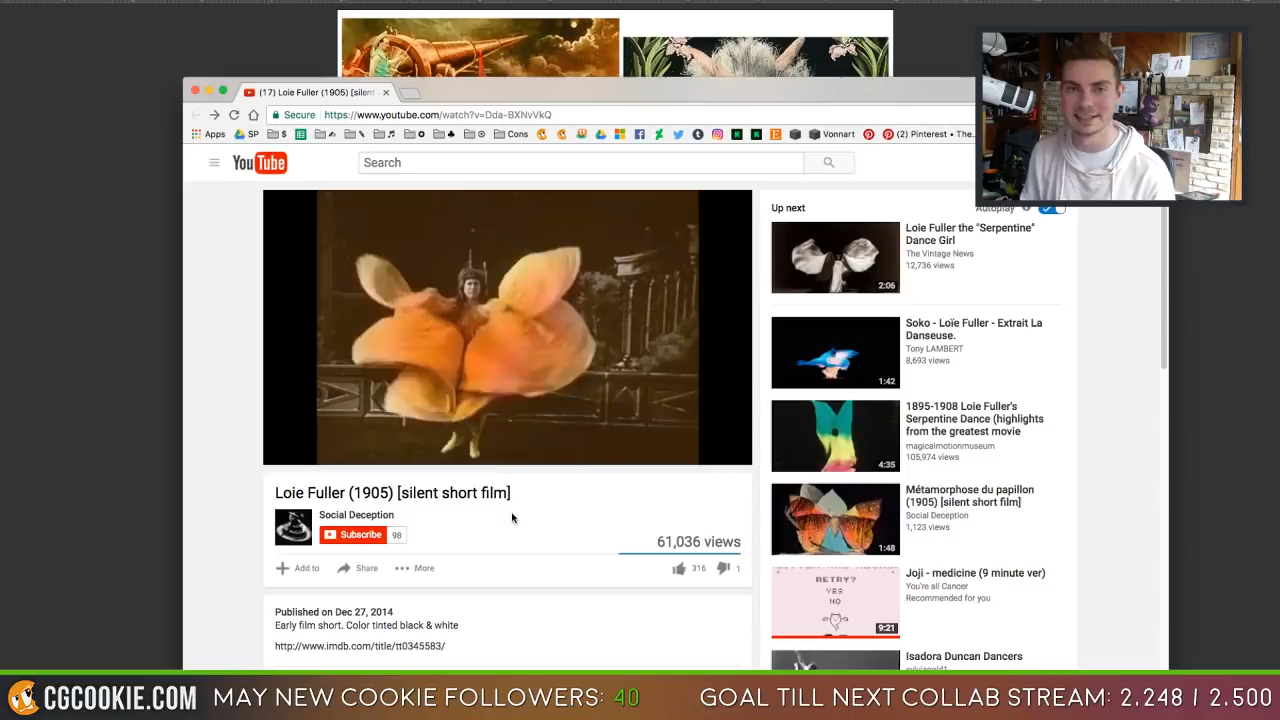 (17) Loie Fuller (1905) [silent
Secure https://www.youtube.com/watch?v=Dda-BXNvVkQ
Apps SP $ Cons Vonnart (2) Pinterest • The...
YouTube
Search
Up next
Autoplay
Loie Fuller the "Serpentine"
Dance Girl
The Vintage News
12,736 views
2:06
Soko - Loïe Fuller - Extrait La
Danseuse.
Tony LAMBERT
8,693 views
1:42
1895-1908 Loie Fuller's
Serpentine Dance (highlights
from the greatest movie
magicalmotionmuseum
105,974 views
4:35
Métamorphose du papillon
(1905) [silent short film]
Social Deception
1,123 views
1:48
Joji - medicine (9 minute ver)
You're all Cancer
Recommended for you
RETRY?
YES
NO
9:21
Isadora Duncan Dancers
Loie Fuller (1905) [silent short film]
Social Deception
Subscribe 98
61,036 views
Add to Share More 316 1
Published on Dec 27, 2014
Early film short. Color tinted black & white
http://www.imdb.com/title/tt0345583/
CGCOOKIE.COM MAY NEW COOKIE FOLLOWERS: 40 GOAL TILL NEXT COLLAB STREAM: 2.248 / 2.500